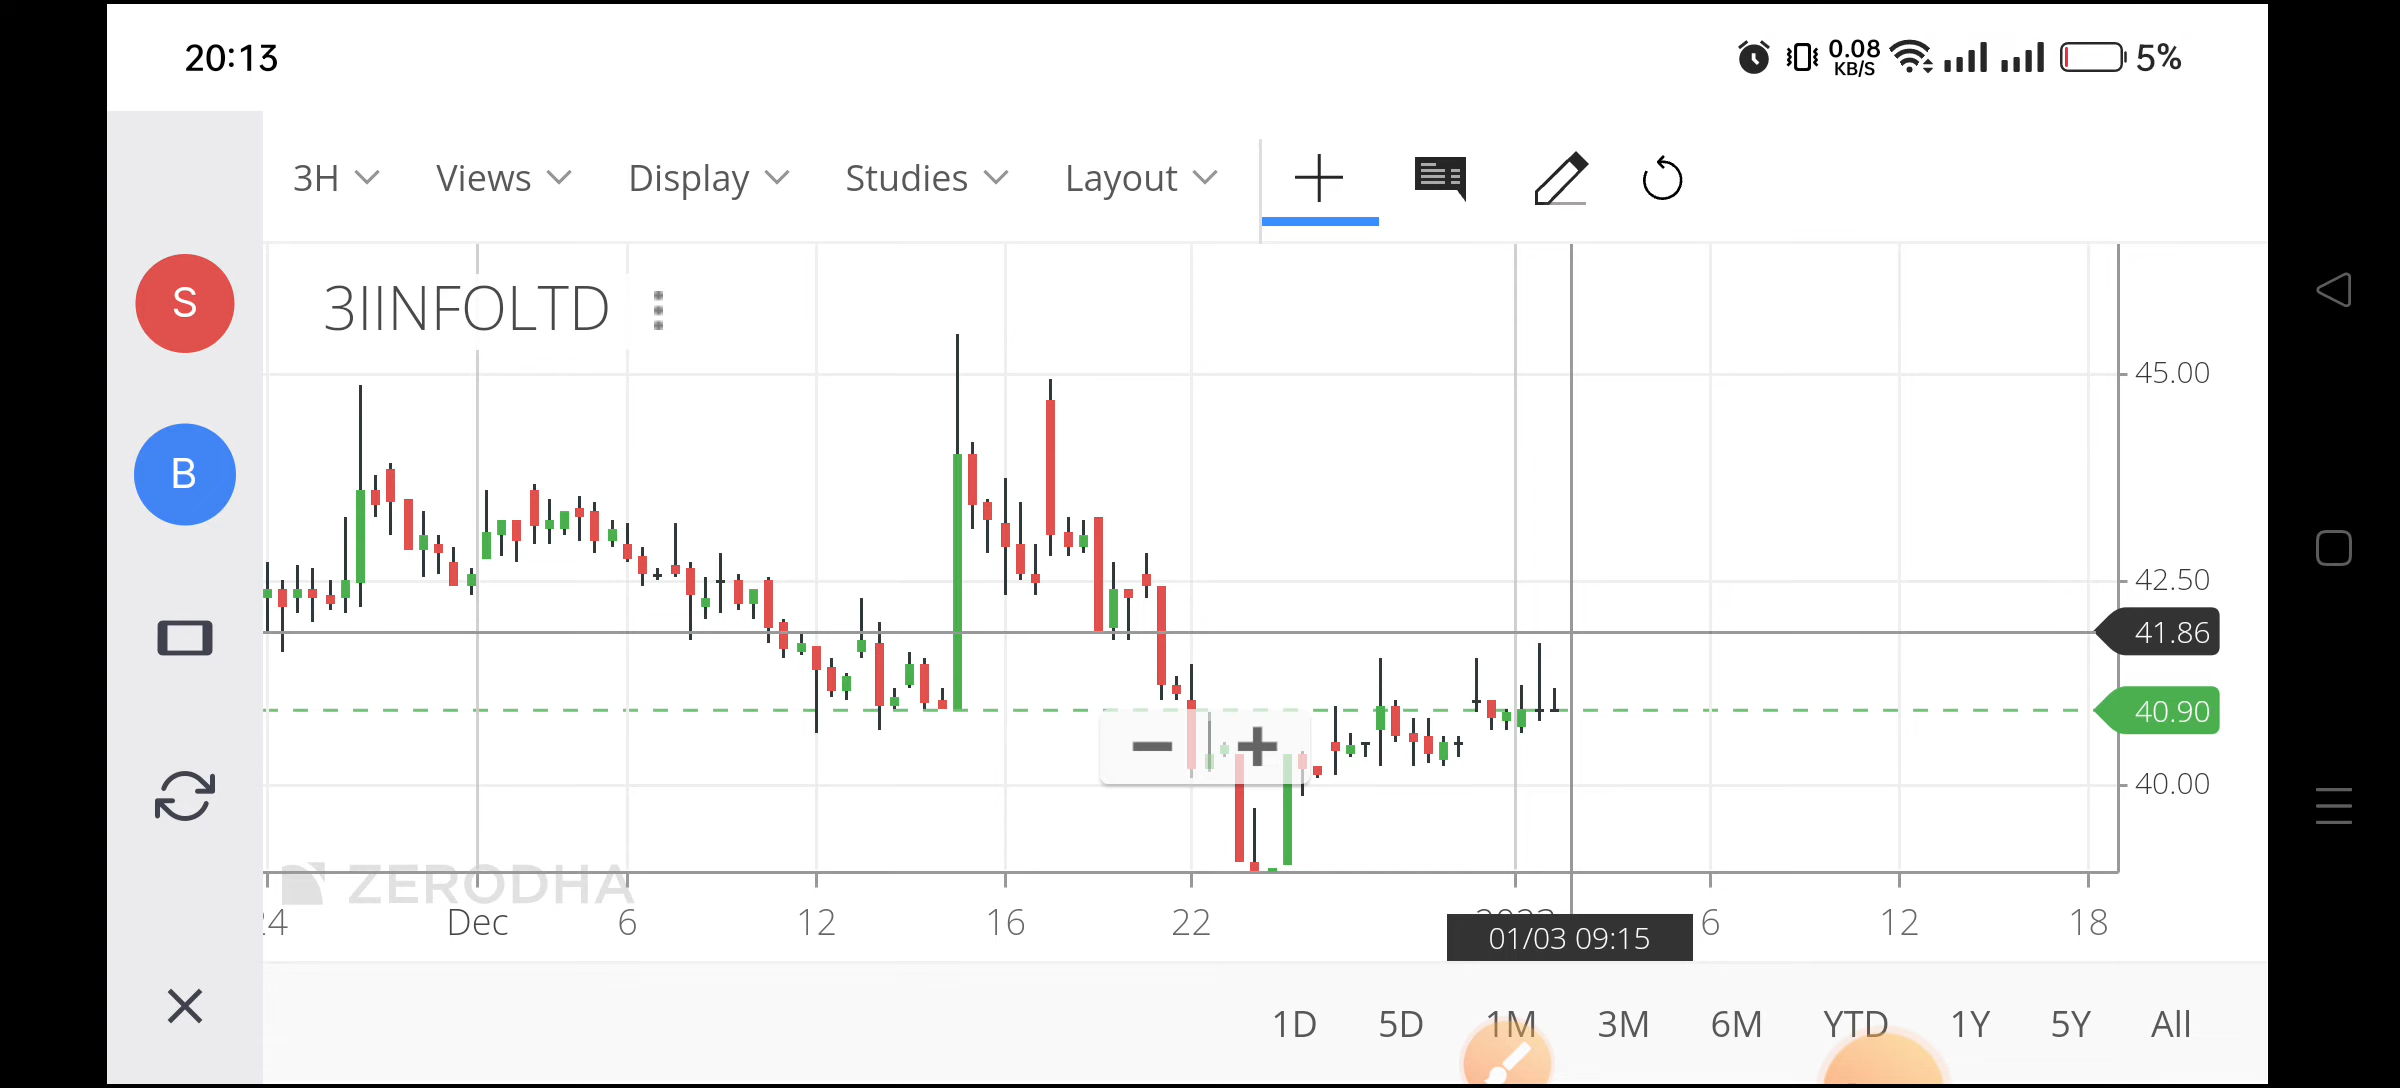 20:13
0.08
KB/S
5%
3H
Views
Display
Studies
Layout
S
B
3IINFOLTD
45.00
42.50
41.86
40.90
40.00
ZERODHA
Dec
6
12
16
22
01/03 09:15
6
12
18
1D
5D
1M
3M
6M
YTD
1Y
5Y
All